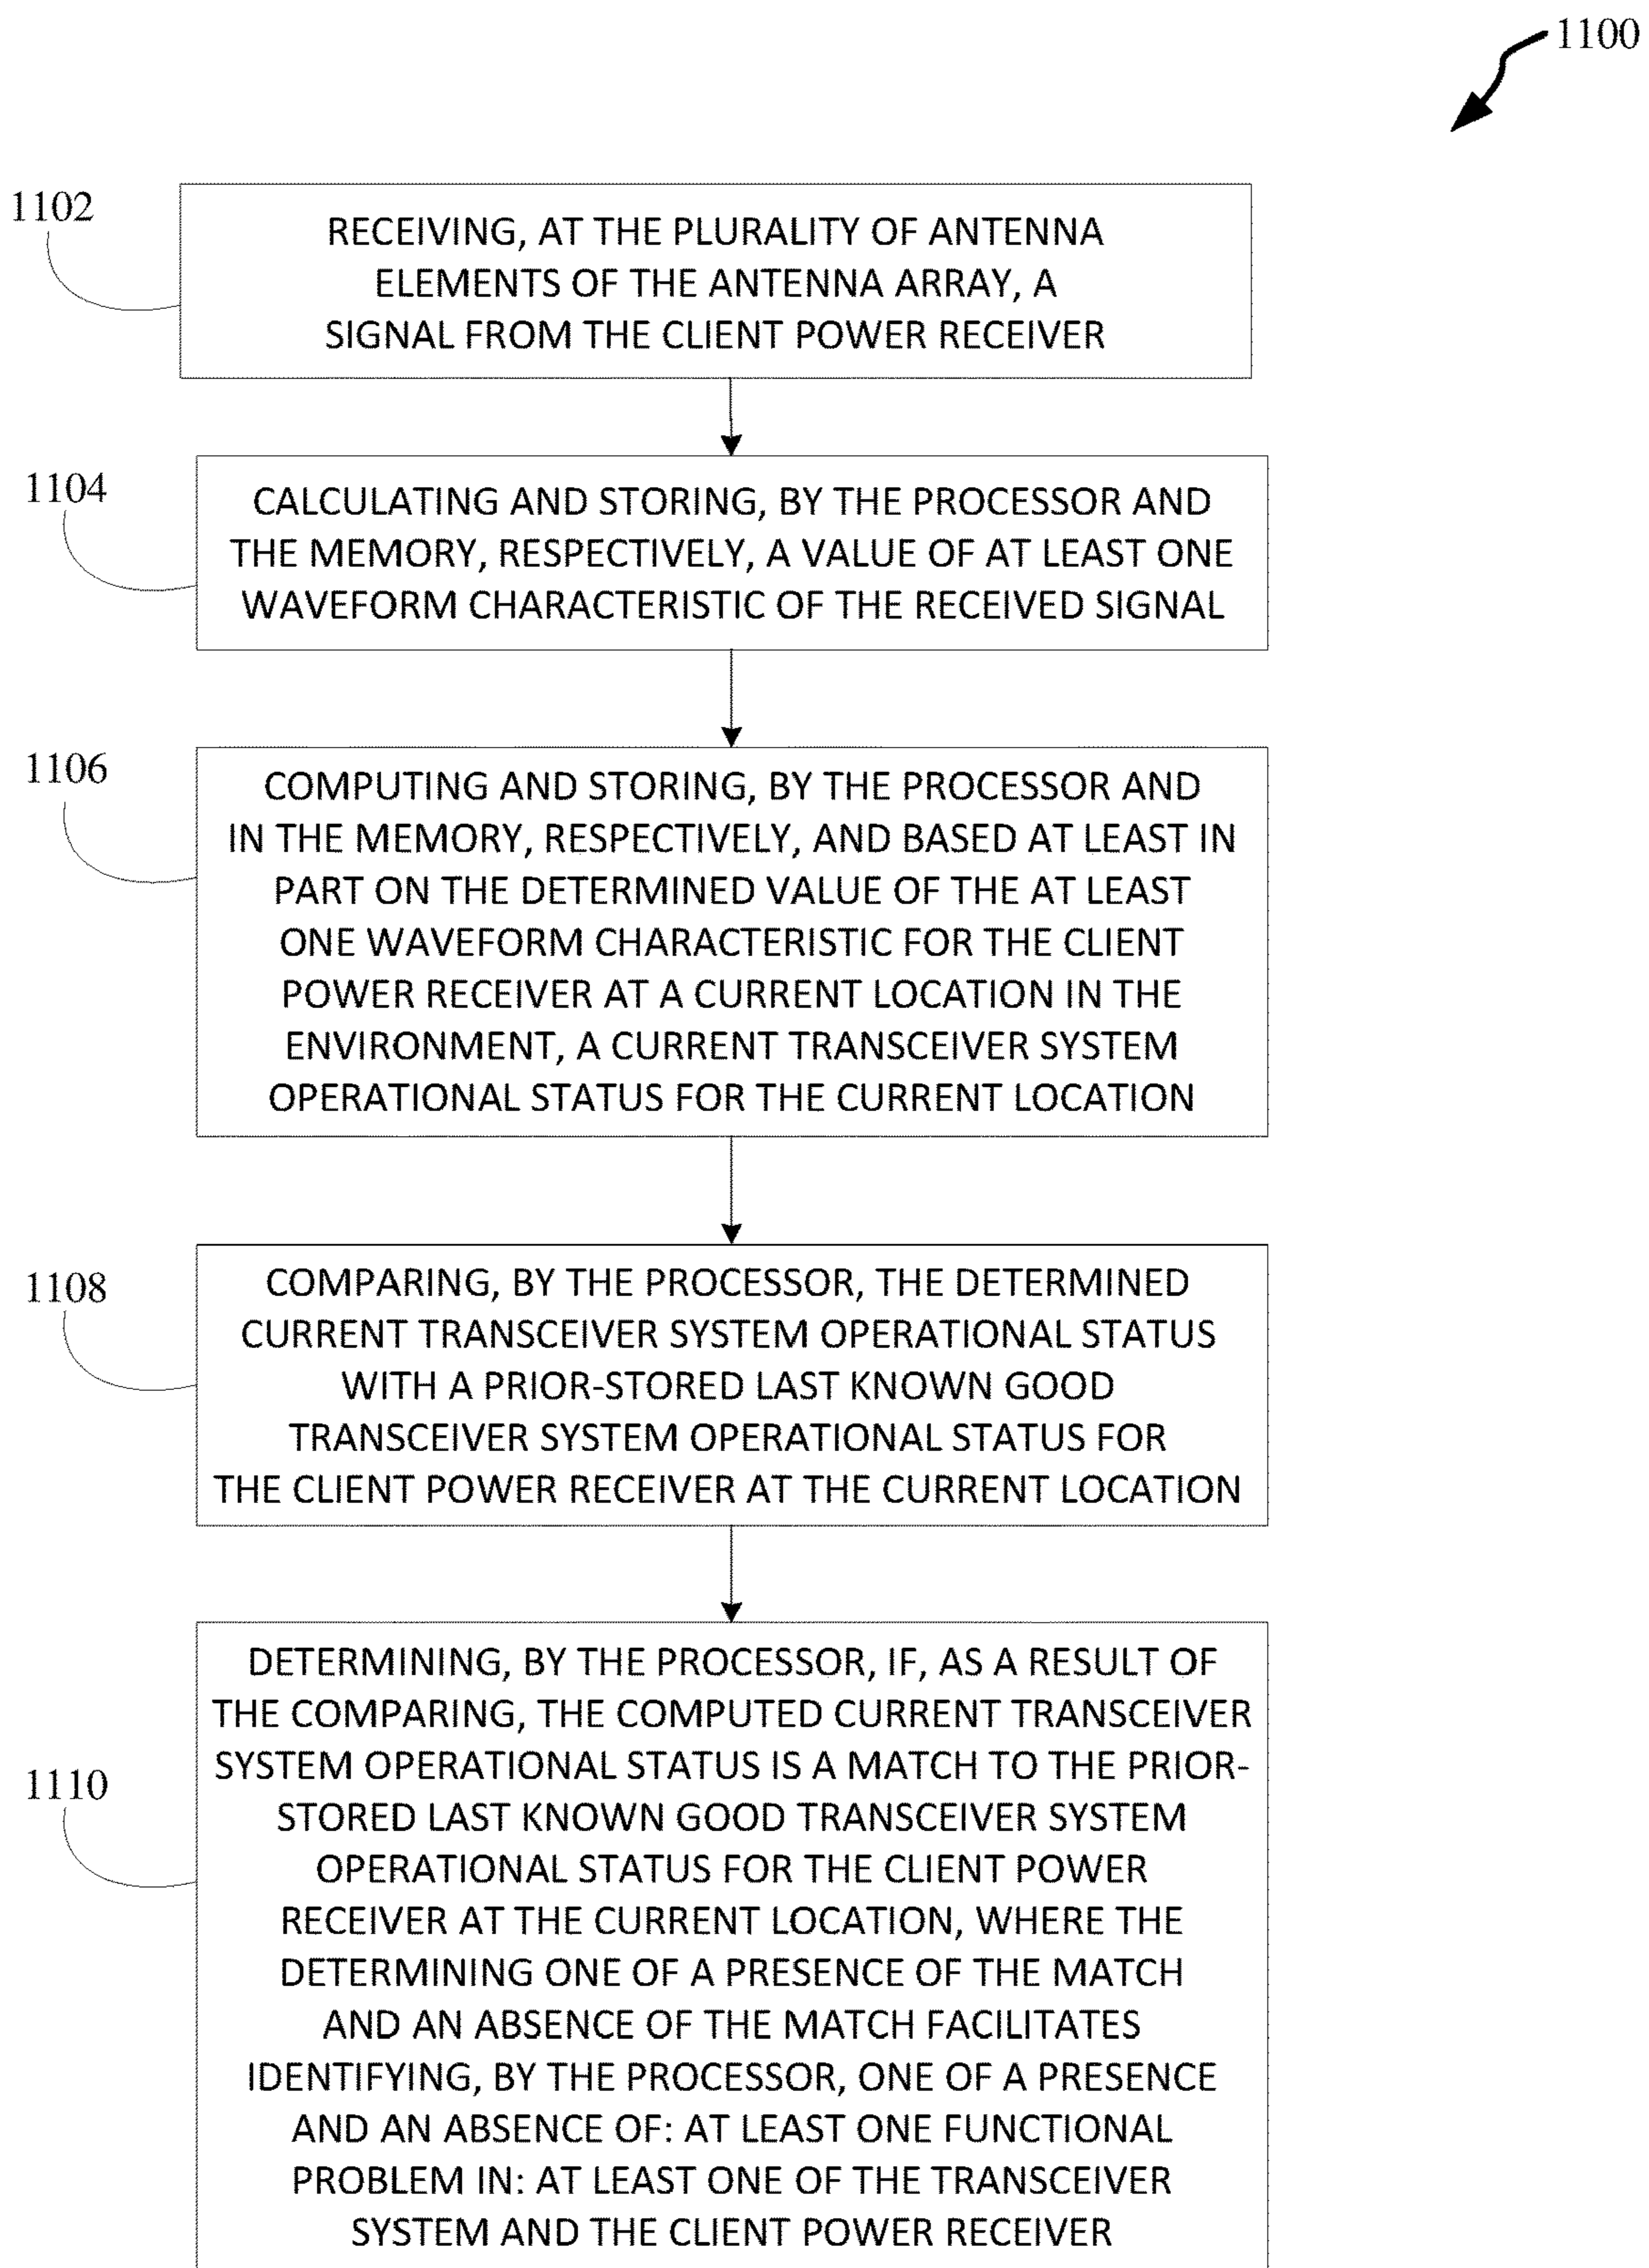 1100
1102
RECEIVING, AT THE PLURALITY OF ANTENNA
ELEMENTS OF THE ANTENNA ARRAY, A
SIGNAL FROM THE CLIENT POWER RECEIVER
1104
CALCULATING AND STORING, BY THE PROCESSOR AND
THE MEMORY, RESPECTIVELY, A VALUE OF AT LEAST ONE
WAVEFORM CHARACTERISTIC OF THE RECEIVED SIGNAL
1106
COMPUTING AND STORING, BY THE PROCESSOR AND
IN THE MEMORY, RESPECTIVELY, AND BASED AT LEAST IN
PART ON THE DETERMINED VALUE OF THE AT LEAST
ONE WAVEFORM CHARACTERISTIC FOR THE CLIENT
POWER RECEIVER AT A CURRENT LOCATION IN THE
ENVIRONMENT, A CURRENT TRANSCEIVER SYSTEM
OPERATIONAL STATUS FOR THE CURRENT LOCATION
1108
COMPARING, BY THE PROCESSOR, THE DETERMINED
CURRENT TRANSCEIVER SYSTEM OPERATIONAL STATUS
WITH A PRIOR-STORED LAST KNOWN GOOD
TRANSCEIVER SYSTEM OPERATIONAL STATUS FOR
THE CLIENT POWER RECEIVER AT THE CURRENT LOCATION
1110
DETERMINING, BY THE PROCESSOR, IF, AS A RESULT OF
THE COMPARING, THE COMPUTED CURRENT TRANSCEIVER
SYSTEM OPERATIONAL STATUS IS A MATCH TO THE PRIOR-
STORED LAST KNOWN GOOD TRANSCEIVER SYSTEM
OPERATIONAL STATUS FOR THE CLIENT POWER
RECEIVER AT THE CURRENT LOCATION, WHERE THE
DETERMINING ONE OF A PRESENCE OF THE MATCH
AND AN ABSENCE OF THE MATCH FACILITATES
IDENTIFYING, BY THE PROCESSOR, ONE OF A PRESENCE
AND AN ABSENCE OF: AT LEAST ONE FUNCTIONAL
PROBLEM IN: AT LEAST ONE OF THE TRANSCEIVER
SYSTEM AND THE CLIENT POWER RECEIVER